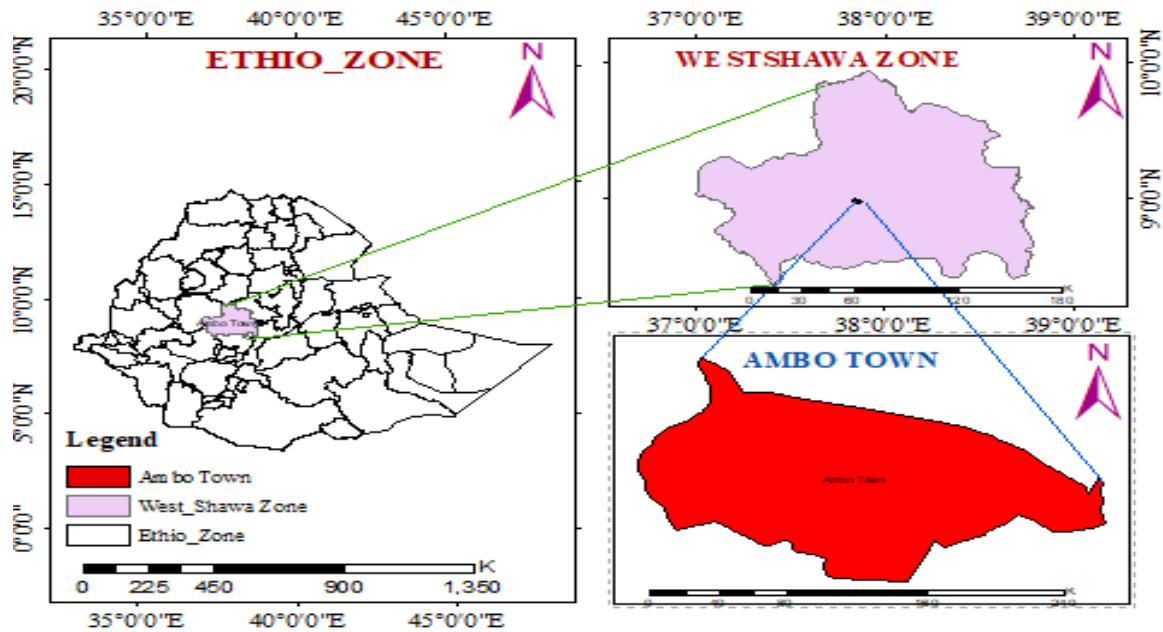 35°0'0"E 40°0'0"E 45°0'0"E
ETHIO_ZONE
N
20°0'0"N
15°0'0"N
10°0'0"N
5°0'0"N
0°0'0"
Ambo Town
Legend
Ambo Town
West_Shawa Zone
Ethio_Zone
K
0 225 450 900 1,350
35°0'0"E 40°0'0"E 45°0'0"E
37°0'0"E 38°0'0"E 39°0'0"E
WESTSHAWA ZONE
N
10°0'0"N
9°0'0"N
K
0 30 60 120 180
37°0'0"E 38°0'0"E 39°0'0"E
AMBO TOWN
N
Ambo Town
K
0